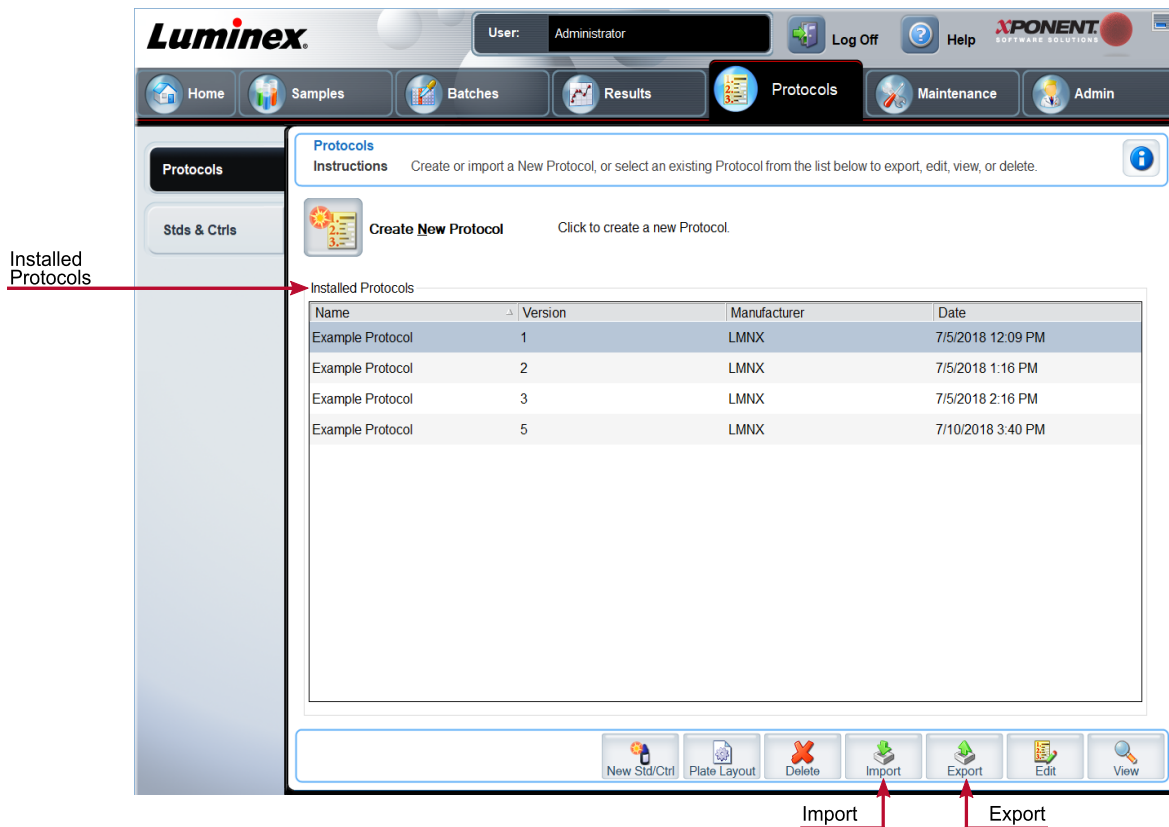 Luminex.
User: Administrator
Log Off
Help
XPONENT.
SOFTWARE SOLUTIONS
Home
Samples
Batches
Results
Protocols
Maintenance
Admin
Protocols
Stds & Ctrls
Protocols
Instructions Create or import a New Protocol, or select an existing Protocol from the list below to export, edit, view, or delete.
Create New Protocol Click to create a new Protocol.
Installed
Protocols
Installed Protocols
Name Version Manufacturer Date
Example Protocol 1 LMNX 7/5/2018 12:09 PM
Example Protocol 2 LMNX 7/5/2018 1:16 PM
Example Protocol 3 LMNX 7/5/2018 2:16 PM
Example Protocol 5 LMNX 7/10/2018 3:40 PM
New Std/Ctrl
Plate Layout
Delete
Import
Export
Edit
View
Import
Export